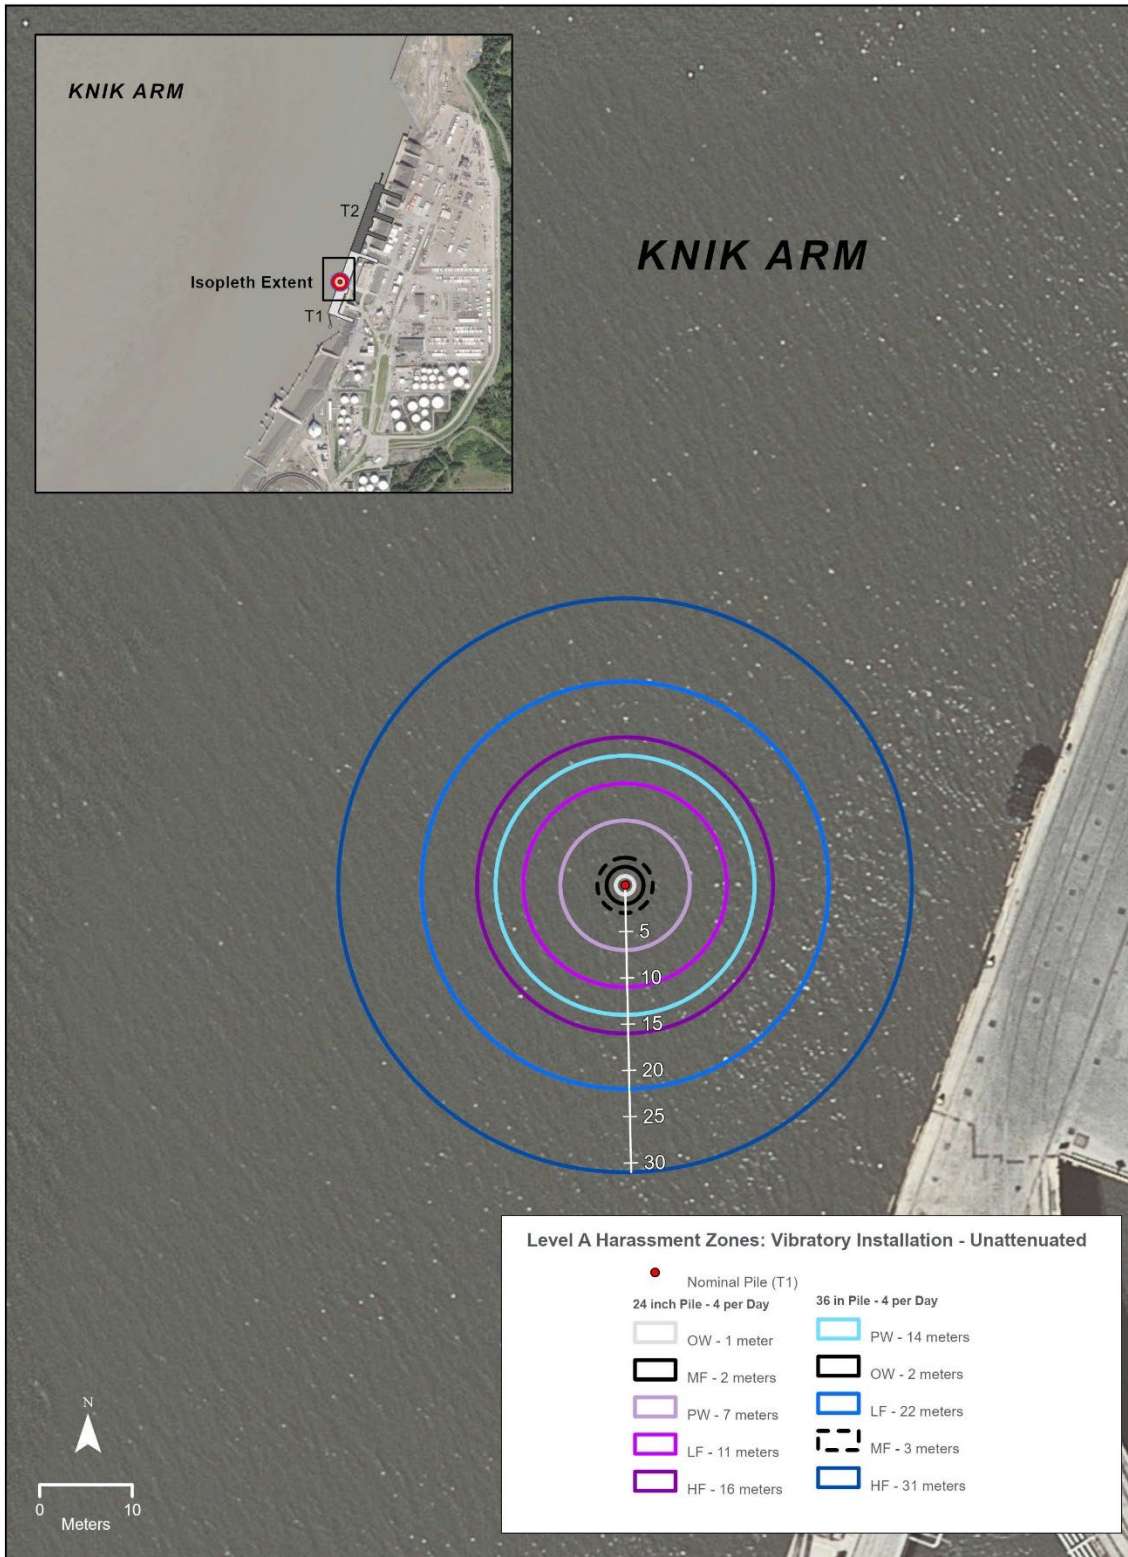 KNIK ARM
T2
Isopleth Extent
T1
KNIK ARM
5
10
15
20
25
30
Level A Harassment Zones: Vibratory Installation - Unattenuated
Nominal Pile (T1)
24 inch Pile - 4 per Day
OW - 1 meter
MF - 2 meters
PW - 7 meters
LF - 11 meters
HF - 16 meters
36 in Pile - 4 per Day
PW - 14 meters
OW - 2 meters
LF - 22 meters
MF - 3 meters
HF - 31 meters
N
0 10
Meters